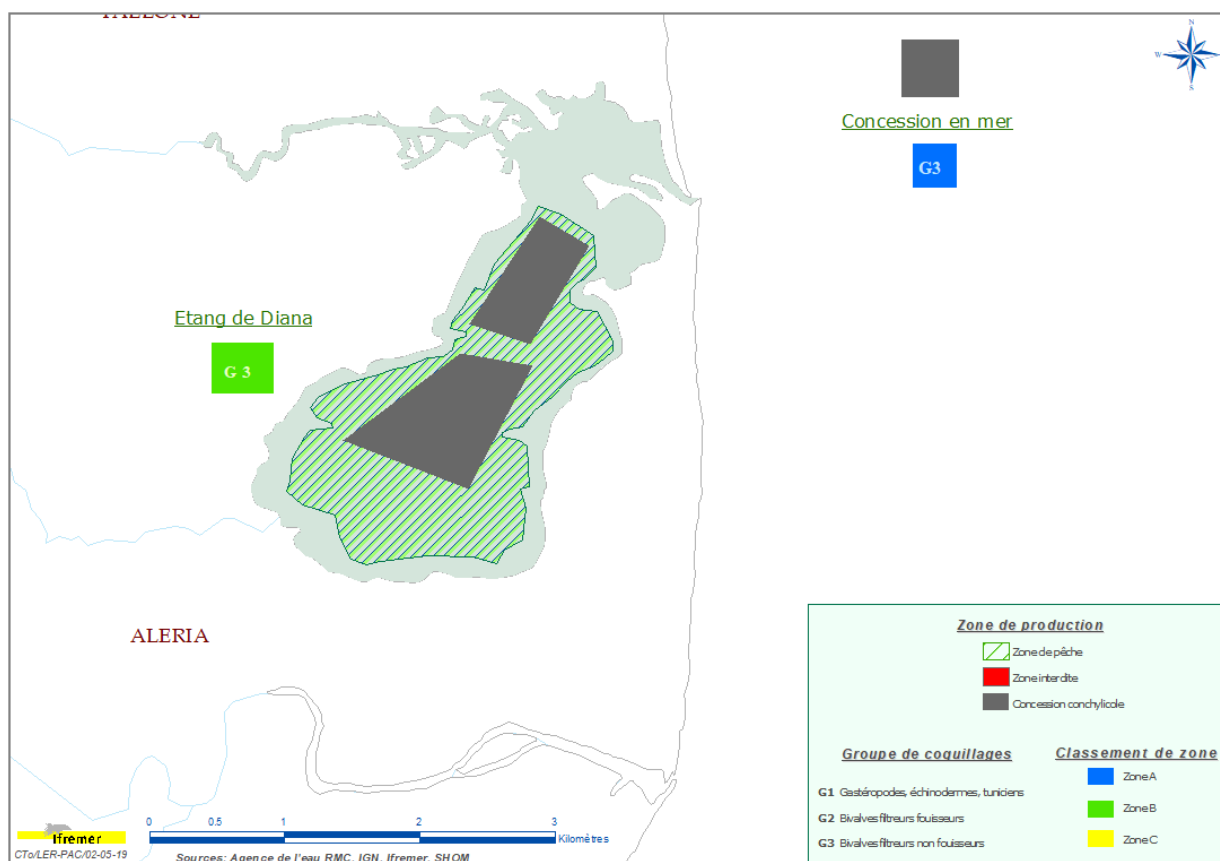 TALLONE
N
W
S
Concession en mer
G3
Etang de Diana
G 3
ALERIA
Zone de production
Zone de pêche
Zone interdite
Concession conchylicole
Groupe de coquillages
Classement de zone
G1 Gastéropodes, échinodermes, tuniciens
G2 Bivalves filtreurs fouisseurs
G3 Bivalves filtreurs non fouisseurs
Zone A
Zone B
Zone C
Ifremer
CTo/LER-PAC/02-05-19
0 0.5 1 2 3
Kilomètres
Sources: Agence de l'eau RMC, IGN, Ifremer, SHOM